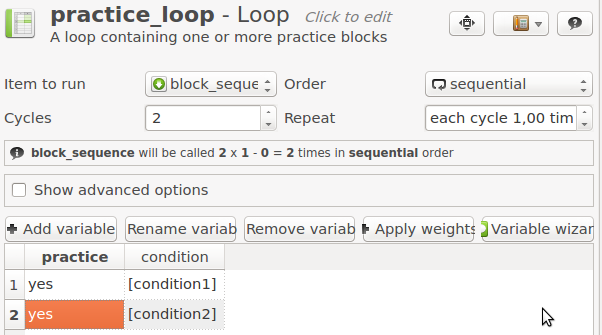 practice_loop - Loop Click to edit
A loop containing one or more practice blocks
Item to run block_seque Order sequential
Cycles 2 Repeat each cycle 1,00 tim
block_sequence will be called 2 x 1 - 0 = 2 times in sequential order
Show advanced options
Add variable Rename variab Remove variab Apply weights Variable wizar
practice condition
1 yes [condition1]
2 yes [condition2]